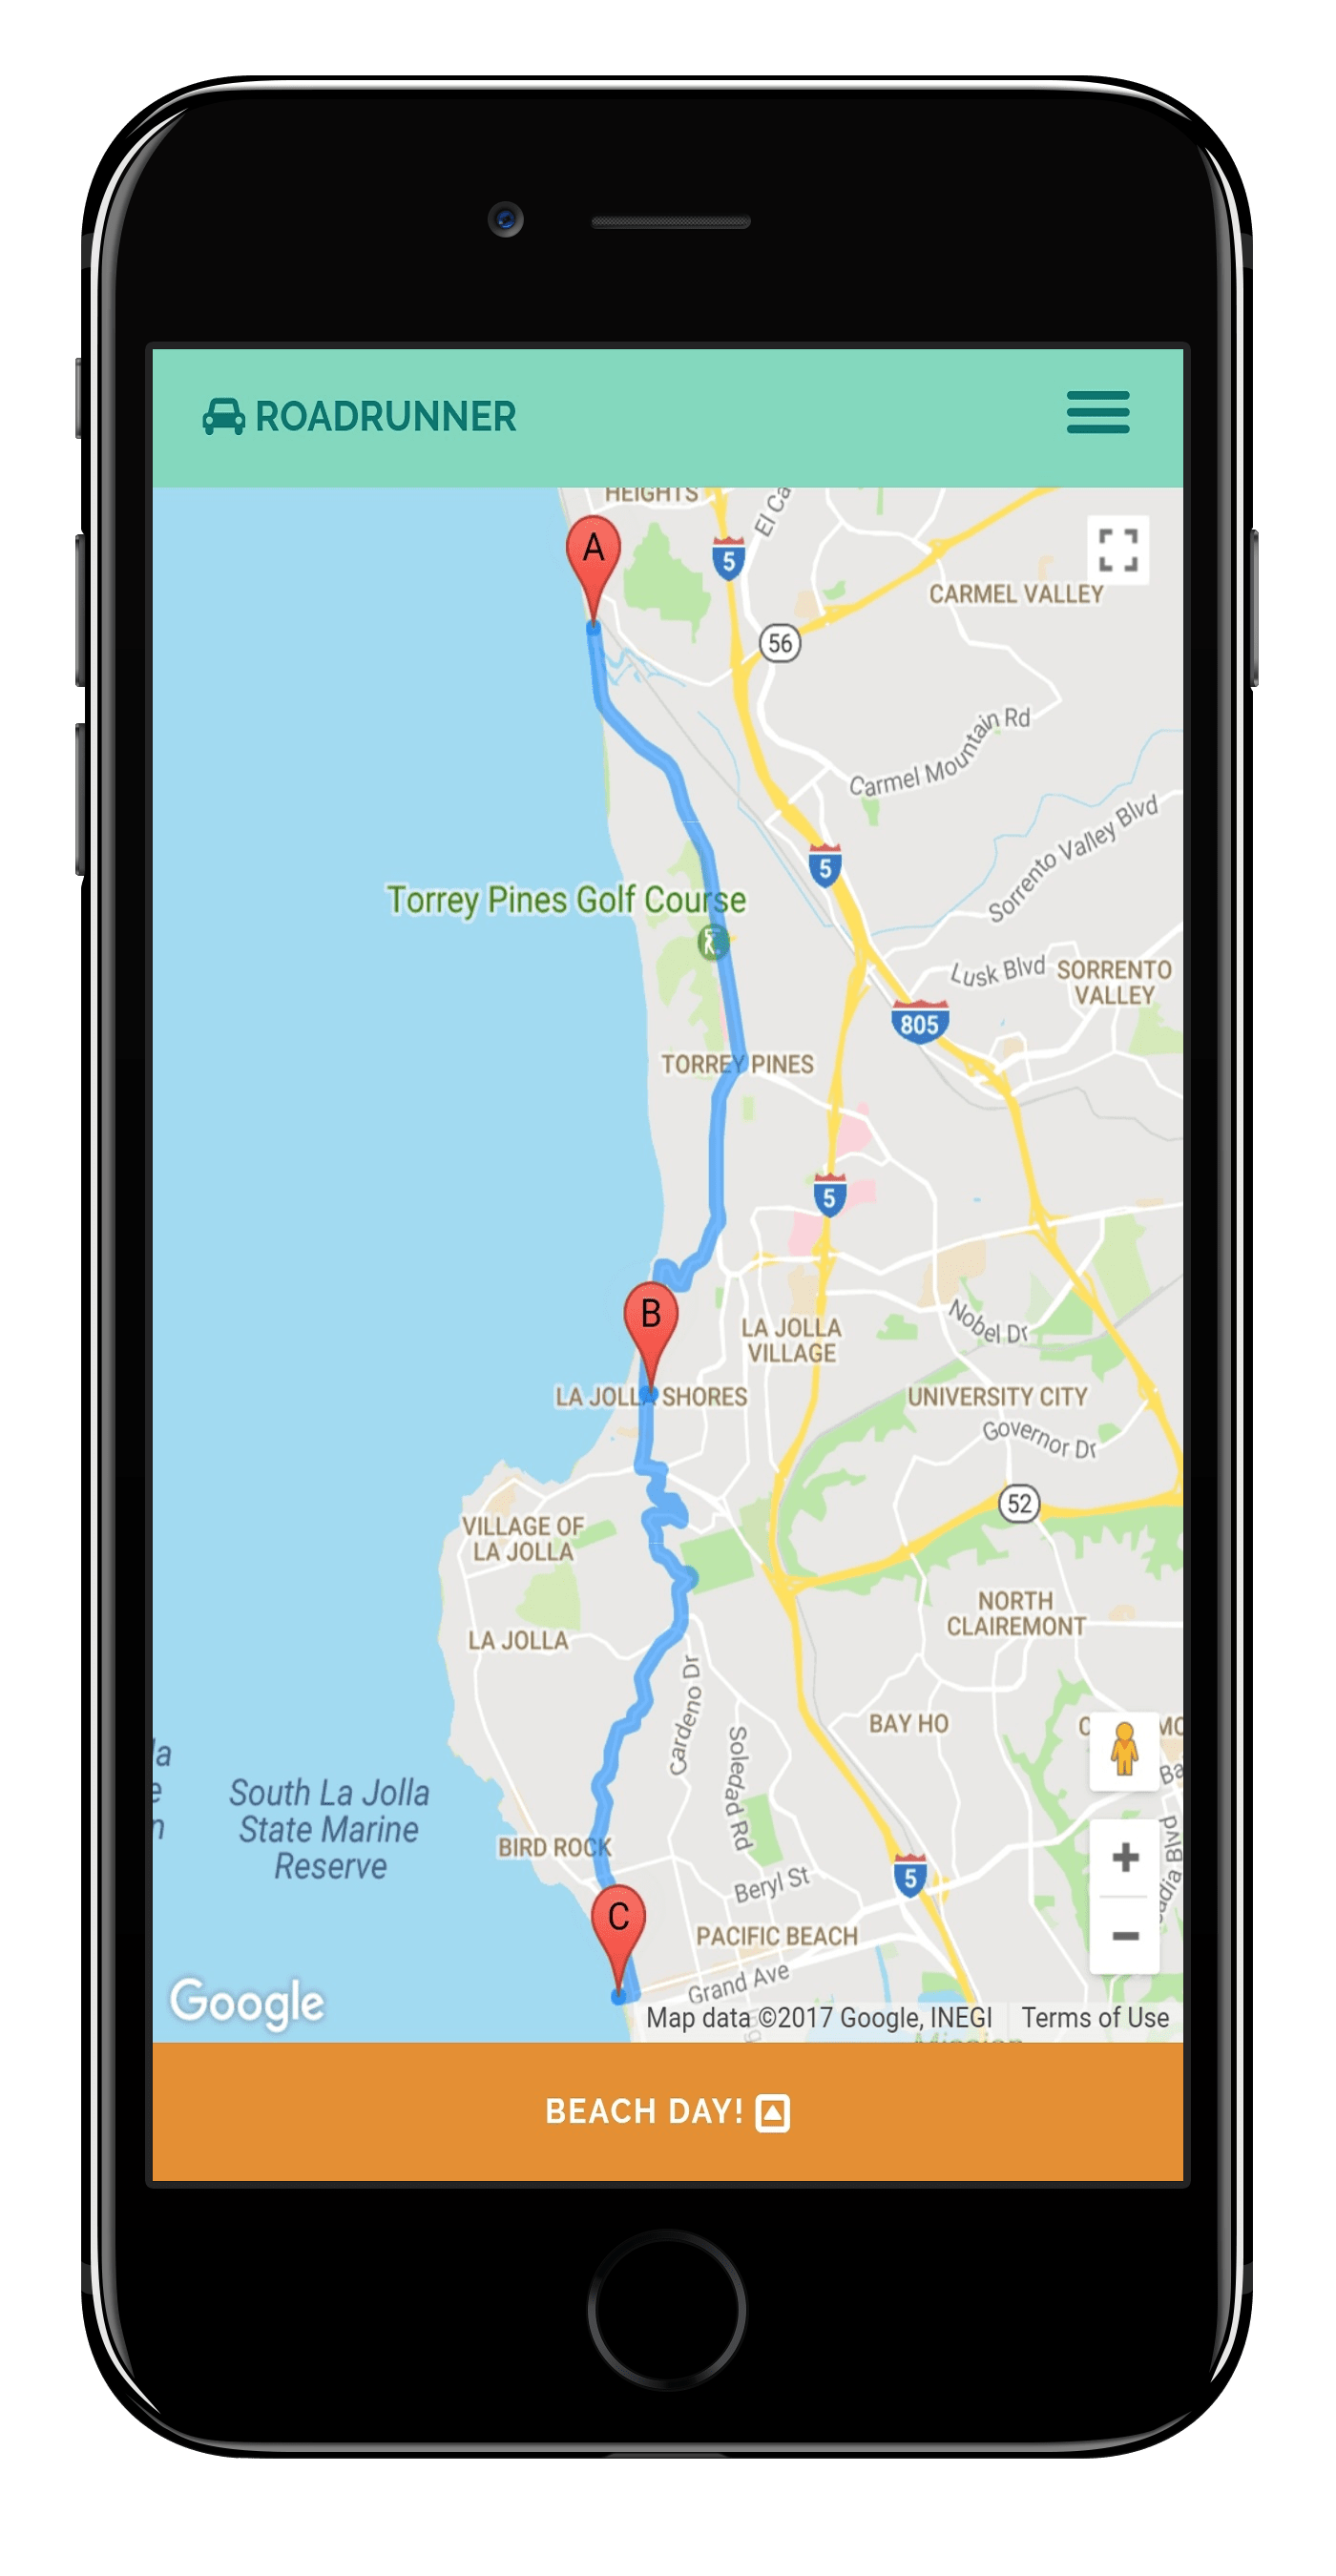 ROADRUNNER
HEIGHTS
A
El Ca
5
CARMEL VALLEY
56
Carmel Mountain Rd
Sorrento Valley Blvd
5
Torrey Pines Golf Course
Lusk Blvd
SORRENTO
VALLEY
805
TORREY PINES
5
B
Nobel Dr
LA JOLLA
VILLAGE
LA JOLLA SHORES
UNIVERSITY CITY
Governor Dr
52
VILLAGE OF
LA JOLLA
NORTH
CLAIREMONT
LA JOLLA
Cardeno Dr
BAY HO
Soledad Rd
South La Jolla
State Marine
Reserve
BIRD ROCK
Beryl St
5
C
PACIFIC BEACH
Grand Ave
Google
Map data ©2017 Google, INEGI
Terms of Use
BEACH DAY!